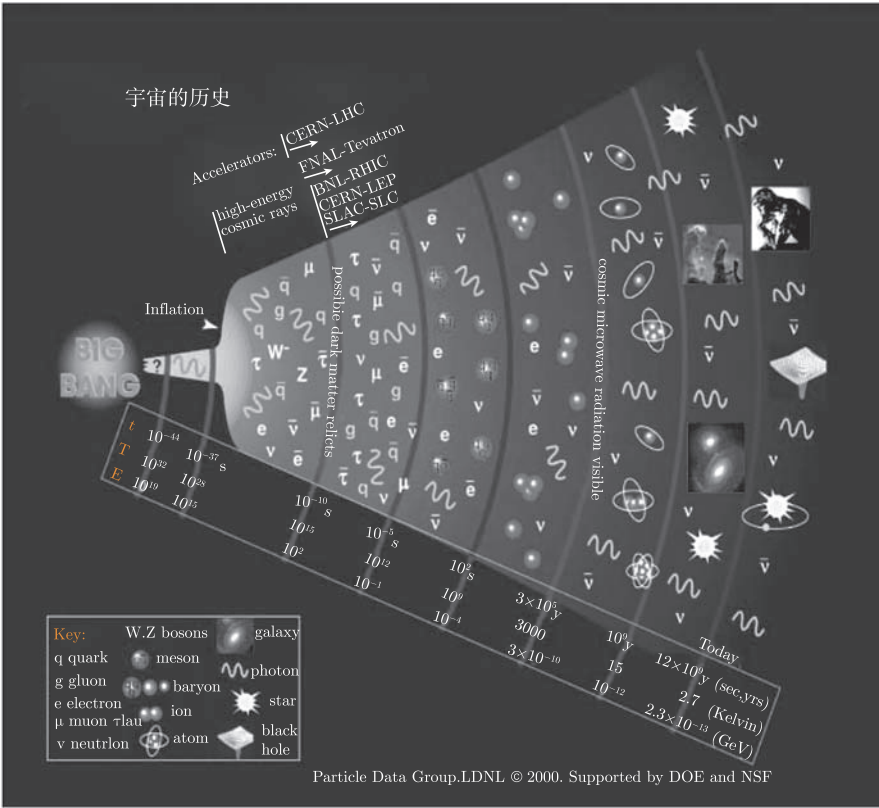 宇宙的历史
Accelerators:
CERN-LHC
FNAL-Tevatron
high-energy
cosmic rays
BNL-RHIC
CERN-LEP
SLAC-SLC
Inflation
BIG
BANG
?
possibie dark matter relicts
cosmic microwave radiation visible
μ
q̄
τ
q̄
ν
ē
ν̄
q
g
W⁻
Z
τ̄
μ̄
e
t 10⁻⁴⁴ 10⁻³⁷ s 10⁻¹⁰ s 10⁻⁵ s 10² s 3×10⁵y 10⁹y 12×10⁹y (sec,yrs)
T 10³² 10²⁸ 10¹⁵ 10¹² 10⁹ 3000 15 2.7 (Kelvin)
E 10¹⁹ 10¹⁵ 10² 10⁻¹ 10⁻⁴ 3×10⁻¹⁰ 10⁻¹² 2.3×10⁻¹³ (GeV)
Today
Key:
q quark
g gluon
e electron
μ muon τlau
ν neutrlon
W.Z bosons
meson
baryon
ion
atom
galaxy
photon
star
black
hole
Particle Data Group.LDNL © 2000. Supported by DOE and NSF